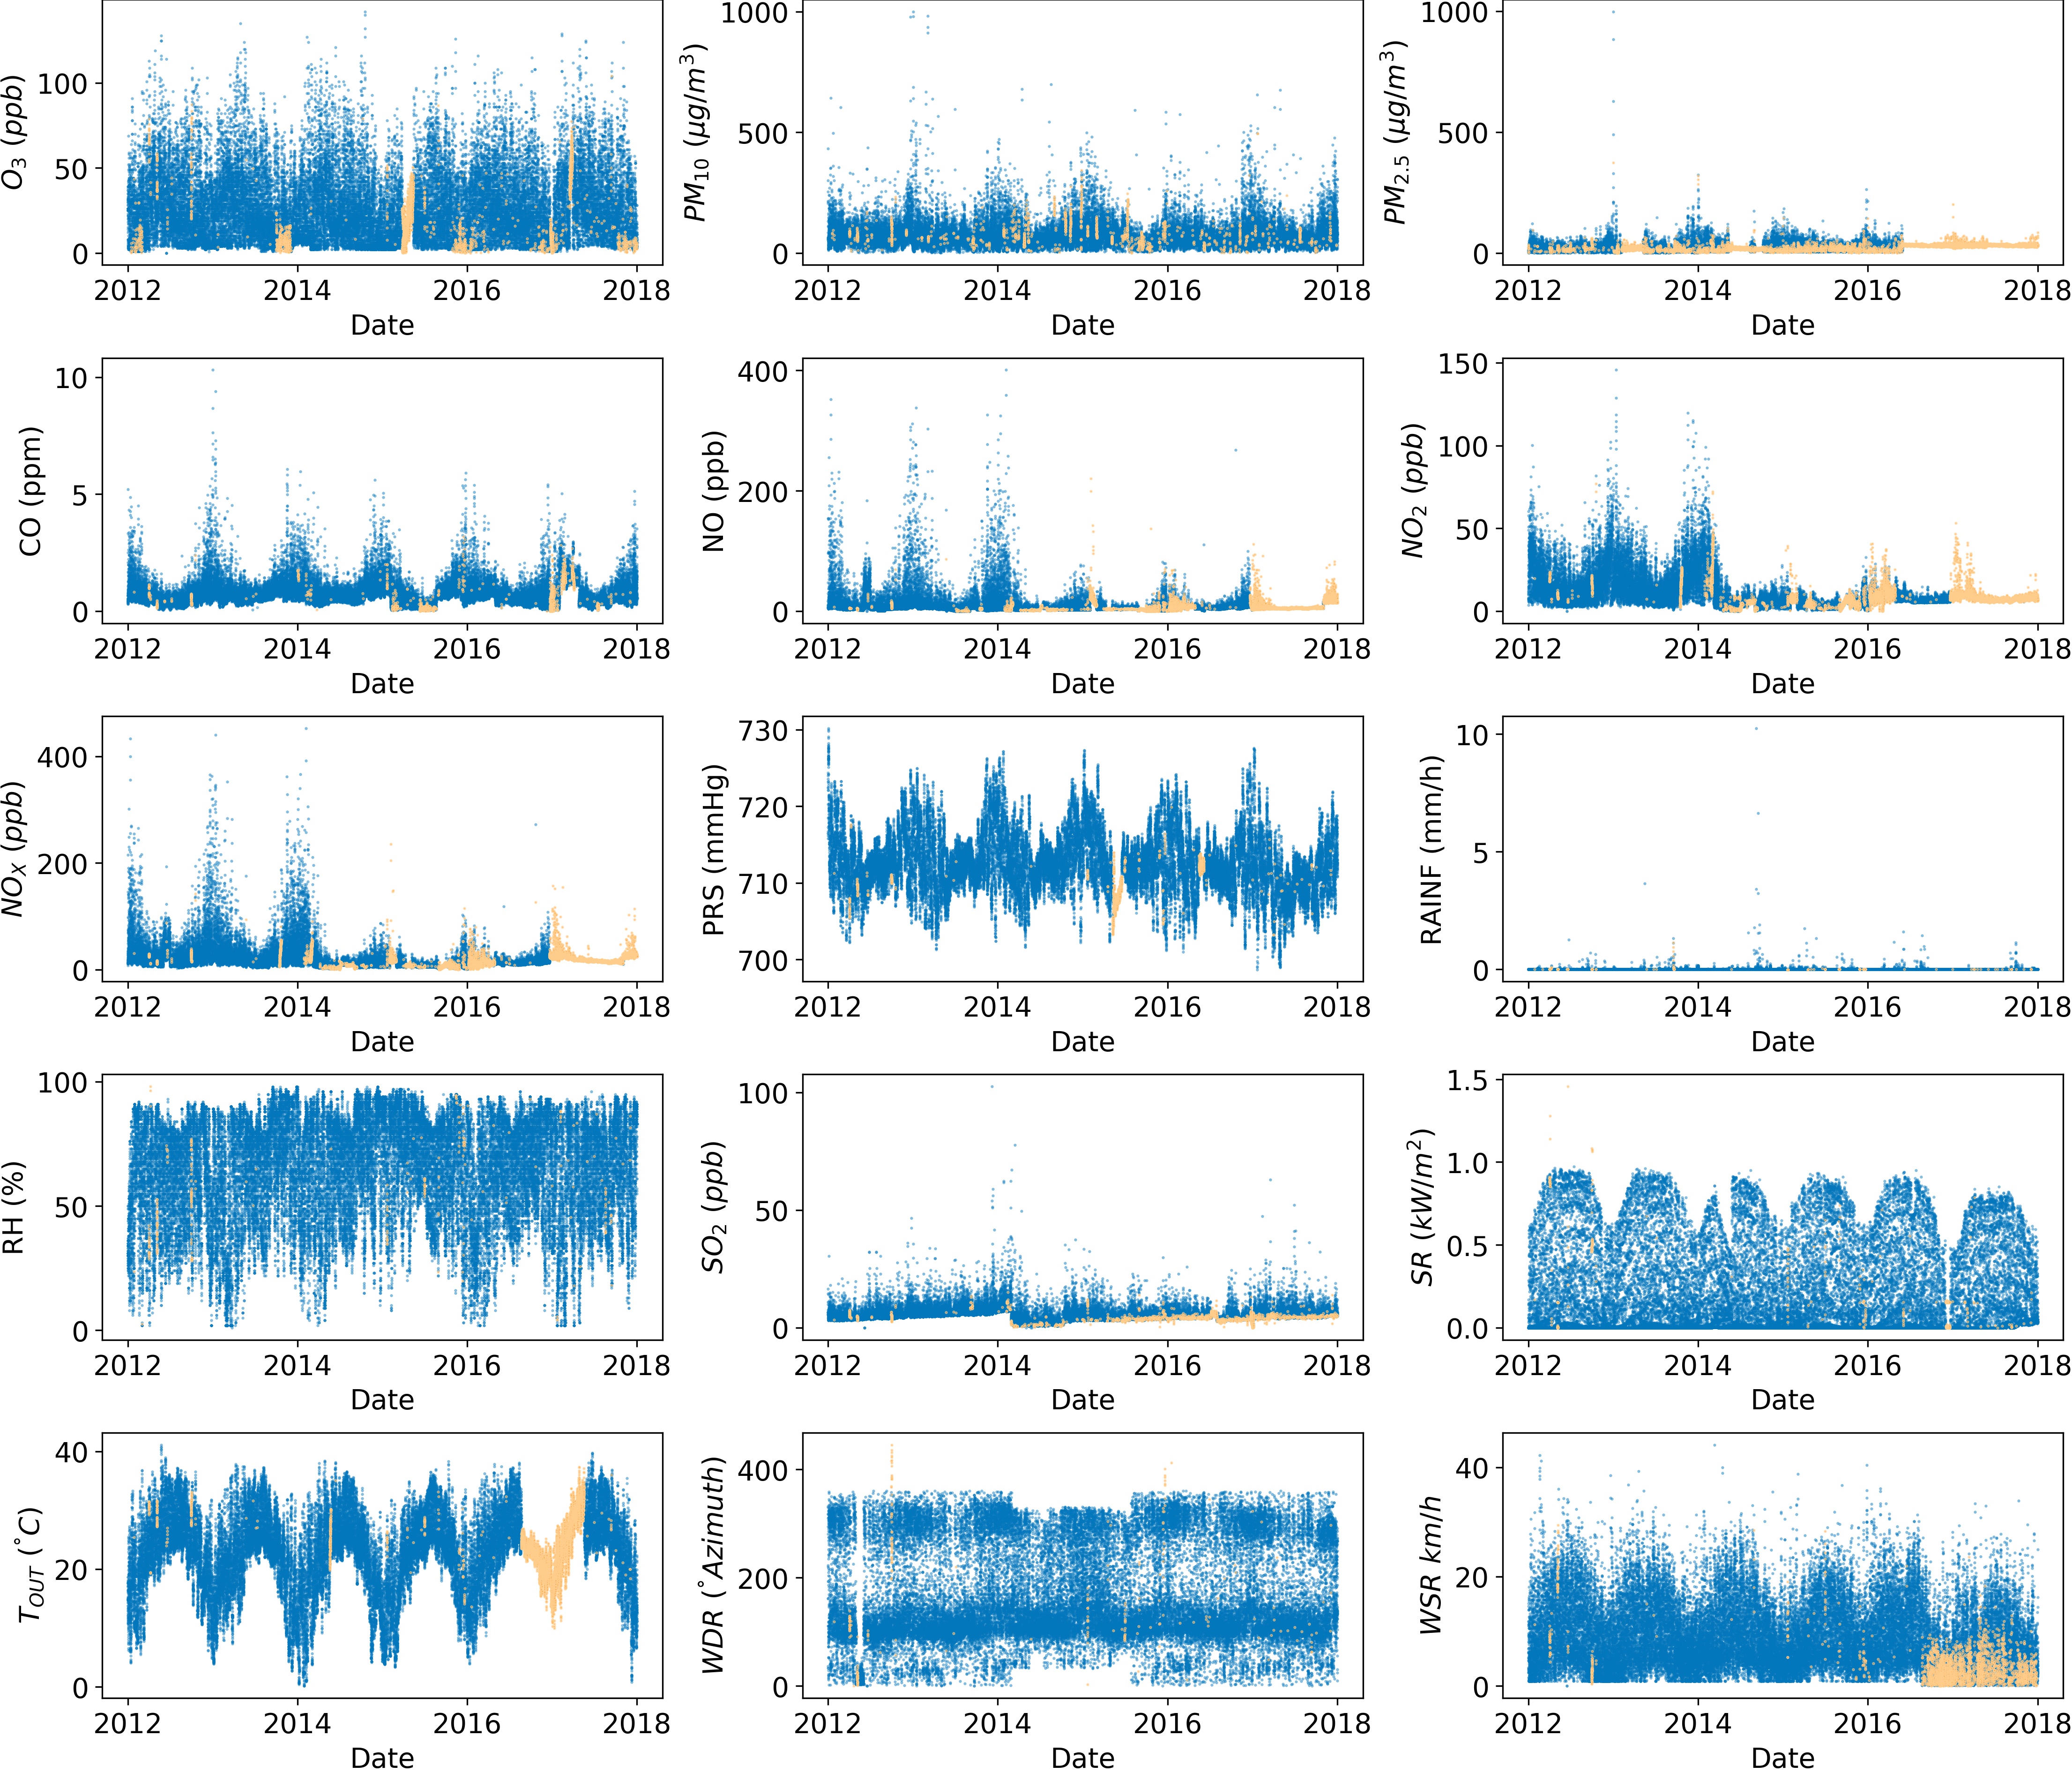 O₃ (ppb)
100
50
0
2012 2014 2016 2018
Date
PM₁₀ (μg/m³)
1000
500
0
2012 2014 2016 2018
Date
PM₂.₅ (μg/m³)
1000
500
0
2012 2014 2016 2018
Date
CO (ppm)
10
5
0
2012 2014 2016 2018
Date
NO (ppb)
400
200
0
2012 2014 2016 2018
Date
NO₂ (ppb)
150
100
50
0
2012 2014 2016 2018
Date
NOₓ (ppb)
400
200
0
2012 2014 2016 2018
Date
PRS (mmHg)
730
720
710
700
2012 2014 2016 2018
Date
RAINF (mm/h)
10
5
0
2012 2014 2016 2018
Date
RH (%)
100
50
0
2012 2014 2016 2018
Date
SO₂ (ppb)
100
50
0
2012 2014 2016 2018
Date
SR (kW/m²)
1.5
1.0
0.5
0.0
2012 2014 2016 2018
Date
T_OUT (°C)
40
20
0
2012 2014 2016 2018
Date
WDR (°Azimuth)
400
200
0
2012 2014 2016 2018
Date
WSR km/h
40
20
0
2012 2014 2016 2018
Date